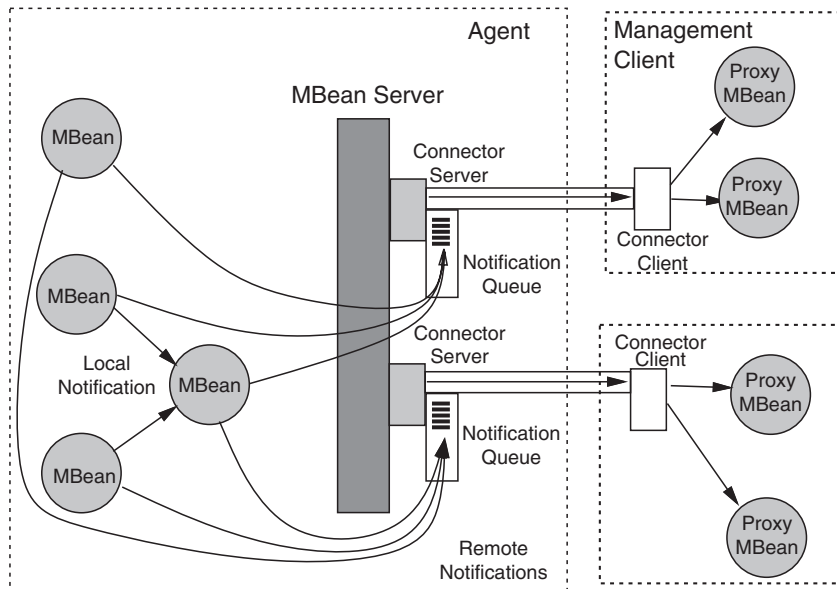 Agent
Management
Client
MBean Server
Proxy
MBean
MBean
Connector
Server
Proxy
MBean
Connector
Client
Notification
Queue
MBean
Connector
Server
Connector
Client
Local
Notification
MBean
Proxy
MBean
Notification
Queue
MBean
Proxy
MBean
Remote
Notifications